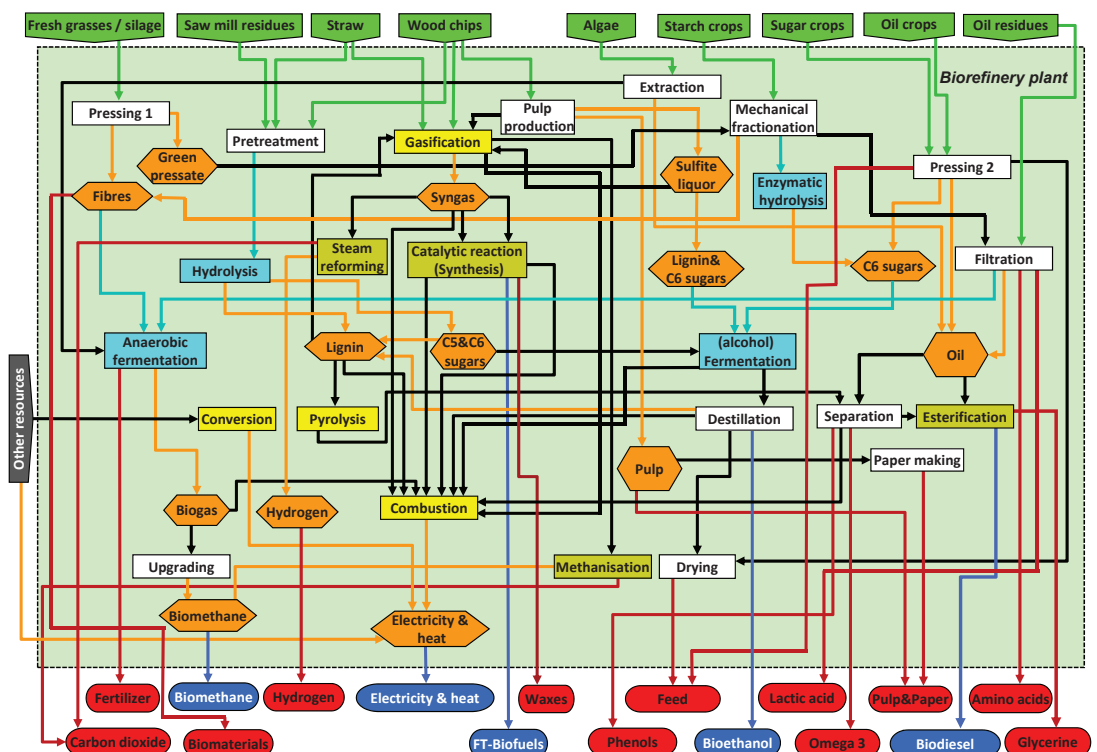 Fresh grasses / silage
Saw mill residues
Straw
Wood chips
Algae
Starch crops
Sugar crops
Oil crops
Oil residues
Biorefinery plant
Extraction
Pressing 1
Pretreatment
Gasification
Pulp
production
Mechanical
fractionation
Green
pressate
Sulfite
liquor
Pressing 2
Fibres
Syngas
Enzymatic
hydrolysis
Hydrolysis
Steam
reforming
Catalytic reaction
(Synthesis)
Lignin&
C6 sugars
C6 sugars
Filtration
Anaerobic
fermentation
Lignin
C5&C6
sugars
(alcohol)
Fermentation
Oil
Other resources
Conversion
Pyrolysis
Destillation
Separation
Esterification
Pulp
Paper making
Biogas
Hydrogen
Combustion
Upgrading
Methanisation
Drying
Biomethane
Electricity &
heat
Fertilizer
Biomethane
Hydrogen
Electricity & heat
Waxes
Feed
Lactic acid
Pulp&Paper
Amino acids
Carbon dioxide
Biomaterials
FT-Biofuels
Phenols
Bioethanol
Omega 3
Biodiesel
Glycerine